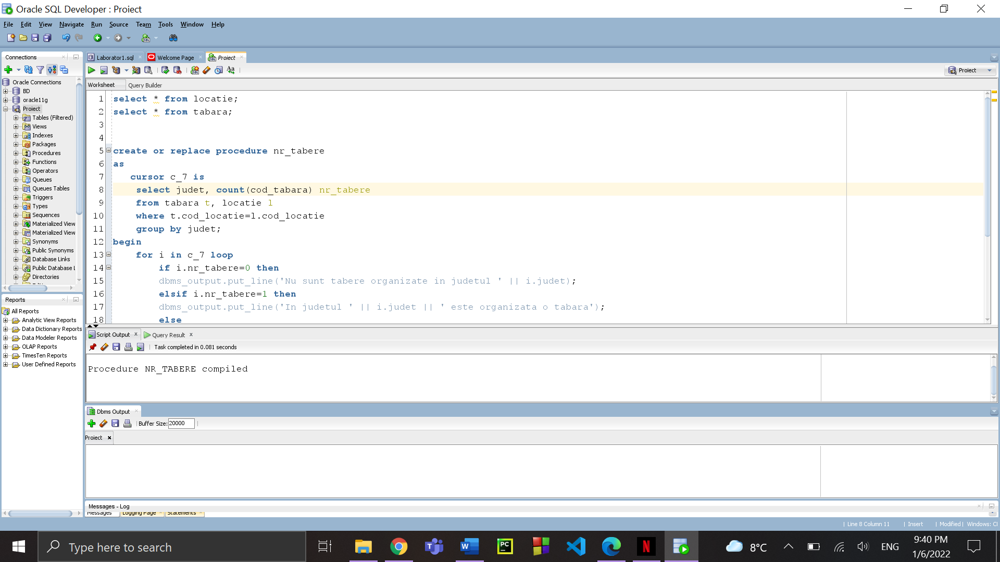 Oracle SQL Developer : Proiect
File Edit View Navigate Run Source Team Tools Window Help
Connections
Laborator1.sql Welcome Page Proiect
Proiect
Oracle Connections
BD
oracle11g
Proiect
Tables (Filtered)
Views
Indexes
Packages
Procedures
Functions
Operators
Queues
Queues Tables
Triggers
Types
Sequences
Materialized View
Materialized View
Synonyms
Public Synonyms
Database Links
Public Database L
Directories
Reports
All Reports
Analytic View Reports
Data Dictionary Reports
Data Modeler Reports
OLAP Reports
TimesTen Reports
User Defined Reports
Worksheet Query Builder
1 select * from locatie;
2 select * from tabara;
3
4
5 create or replace procedure nr_tabere
6 as
7 cursor c_7 is
8 select judet, count(cod_tabara) nr_tabere
9 from tabara t, locatie l
10 where t.cod_locatie=l.cod_locatie
11 group by judet;
12 begin
13 for i in c_7 loop
14 if i.nr_tabere=0 then
15 dbms_output.put_line('Nu sunt tabere organizate in judetul ' || i.judet);
16 elsif i.nr_tabere=1 then
17 dbms_output.put_line('In judetul ' || i.judet || ' este organizata o tabara');
18 else
Script Output Query Result
Task completed in 0.081 seconds
Procedure NR_TABERE compiled
Dbms Output
Buffer Size: 20000
Proiect
Messages - Log
Messages Logging Page Statements
Line 8 Column 11 Insert Modified Windows: Cl
Type here to search
8°C
ENG
9:40 PM
1/6/2022